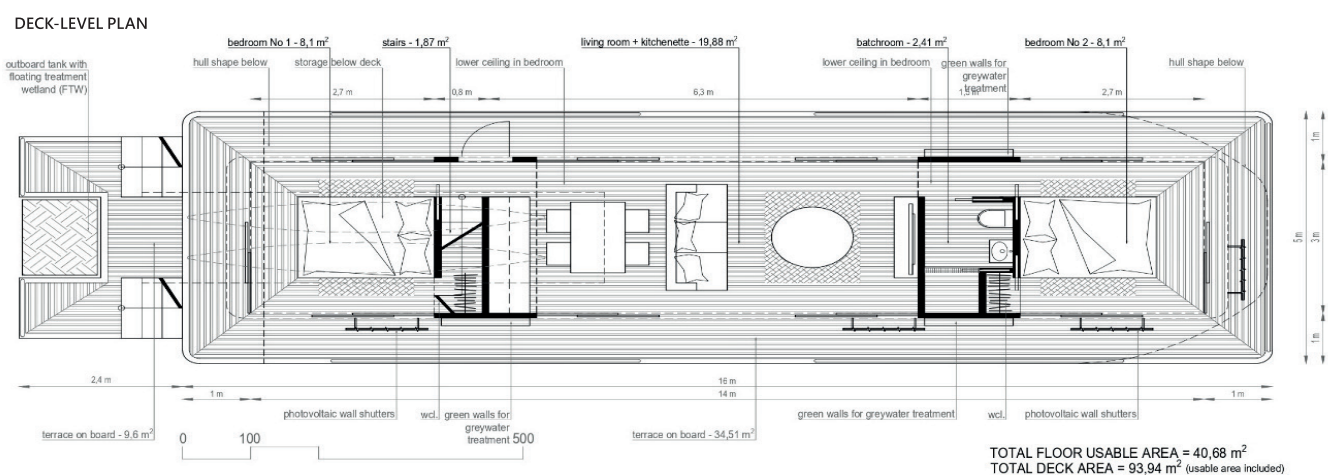 DECK-LEVEL PLAN
bedroom No 1 - 8,1 m²
stairs - 1,87 m²
living room + kitchenette - 19,88 m²
batchroom - 2,41 m²
bedroom No 2 - 8,1 m²
outboard tank with
floating treatment
wetland (FTW)
hull shape below
storage below deck
lower ceiling in bedroom
lower ceiling in bedroom
green walls for
greywater
treatment
hull shape below
2,7 m
0,8 m
6,3 m
2,7 m
1 m
5 m
3 m
1 m
2,4 m
16 m
1 m
14 m
1 m
photovoltaic wall shutters
wcl.
green walls for
greywater
treatment
green walls for greywater treatment
wcl.
photovoltaic wall shutters
terrace on board - 9,6 m²
terrace on board - 34,51 m²
0 100 500
TOTAL FLOOR USABLE AREA = 40,68 m²
TOTAL DECK AREA = 93,94 m² (usable area included)